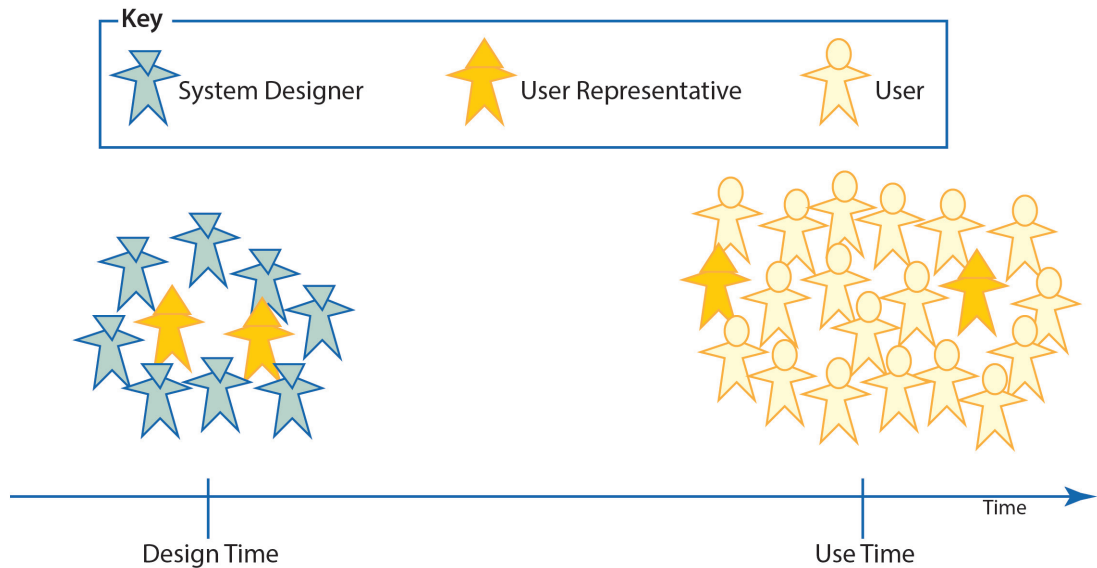 Key
System Designer
User Representative
User
Time
Design Time
Use Time